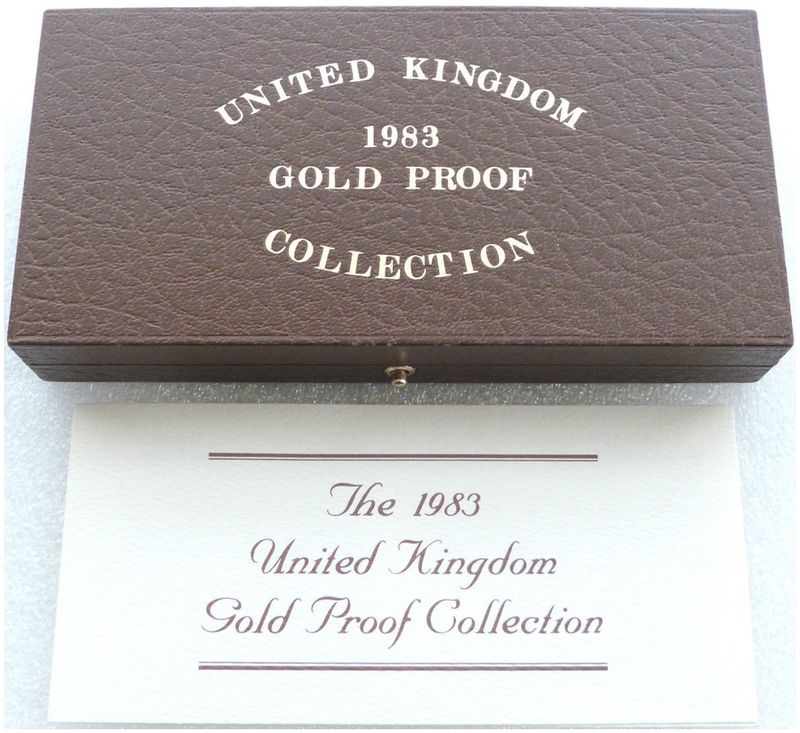 UNITED KINGDOM
1983
GOLD PROOF
COLLECTION
The 1983
United Kingdom
Gold Proof Collection